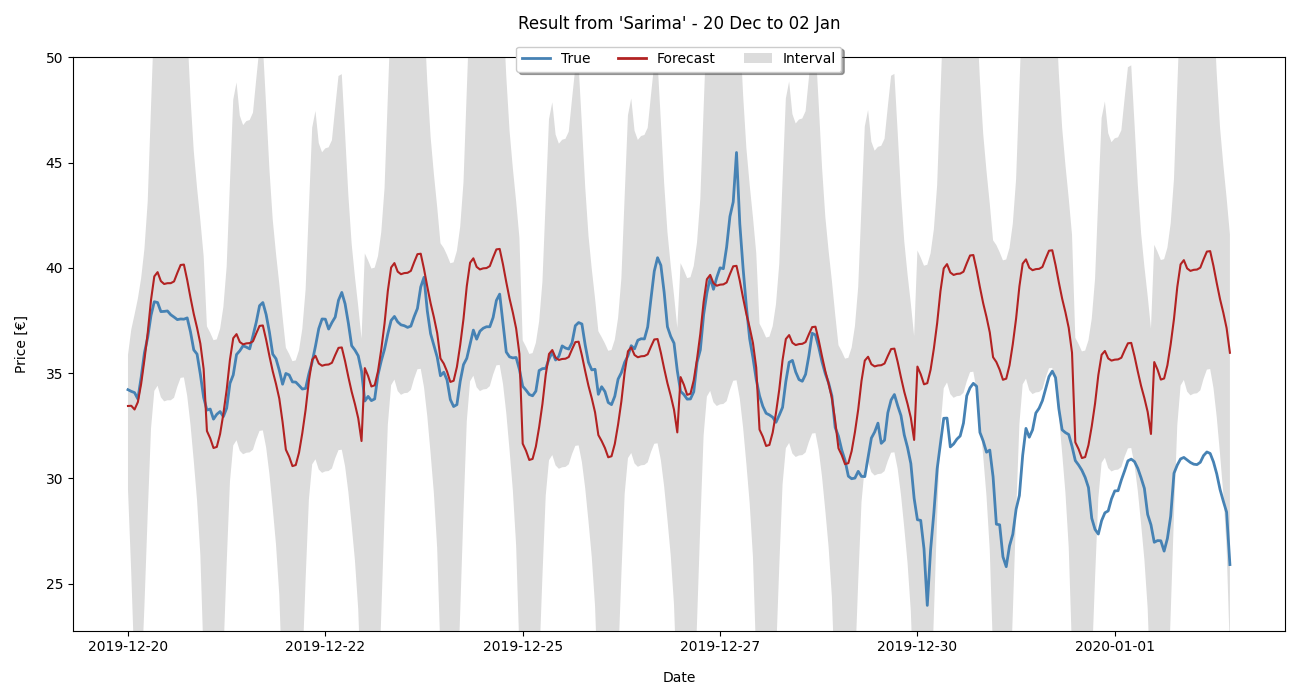 Result from 'Sarima' - 20 Dec to 02 Jan
True Forecast Interval
50
45
40
35
30
25
Price [€]
2019-12-20 2019-12-22 2019-12-25 2019-12-27 2019-12-30 2020-01-01
Date